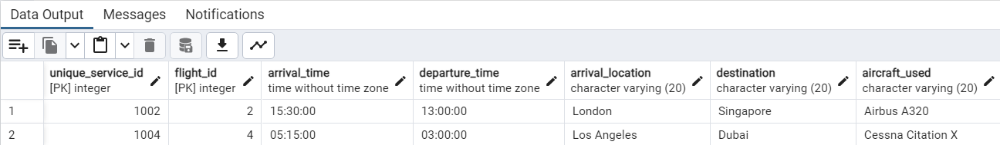 Data Output Messages Notifications
unique_service_id flight_id arrival_time departure_time arrival_location destination aircraft_used
[PK] integer [PK] integer time without time zone time without time zone character varying (20) character varying (20) character varying (20)
1 1002 2 15:30:00 13:00:00 London Singapore Airbus A320
2 1004 4 05:15:00 03:00:00 Los Angeles Dubai Cessna Citation X